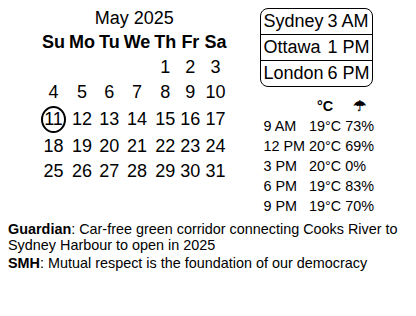 May 2025
Su Mo Tu We Th Fr Sa
1 2 3
4 5 6 7 8 9 10
11 12 13 14 15 16 17
18 19 20 21 22 23 24
25 26 27 28 29 30 31
Sydney 3 AM
Ottawa 1 PM
London 6 PM
°C ☂
9 AM 19°C 73%
12 PM 20°C 69%
3 PM 20°C 0%
6 PM 19°C 83%
9 PM 19°C 70%
Guardian: Car-free green corridor connecting Cooks River to
Sydney Harbour to open in 2025
SMH: Mutual respect is the foundation of our democracy